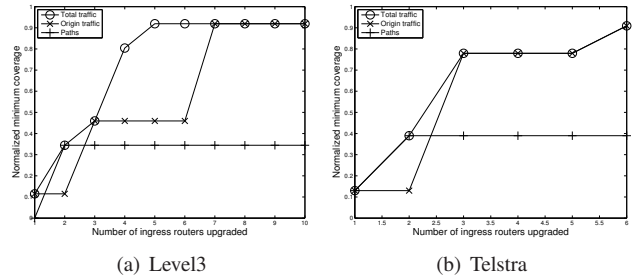 Total traffic
Origin traffic
Paths
Normalized minimum coverage
1
0.9
0.8
0.7
0.6
0.5
0.4
0.3
0.2
0.1
0
1 2 3 4 5 6 7 8 9 10
Number of ingress routers upgraded
(a) Level3
Total traffic
Origin traffic
Paths
Normalized minimum coverage
1
0.9
0.8
0.7
0.6
0.5
0.4
0.3
0.2
0.1
0
1 1.5 2 2.5 3 3.5 4 4.5 5 5.5 6
Number of ingress routers upgraded
(b) Telstra